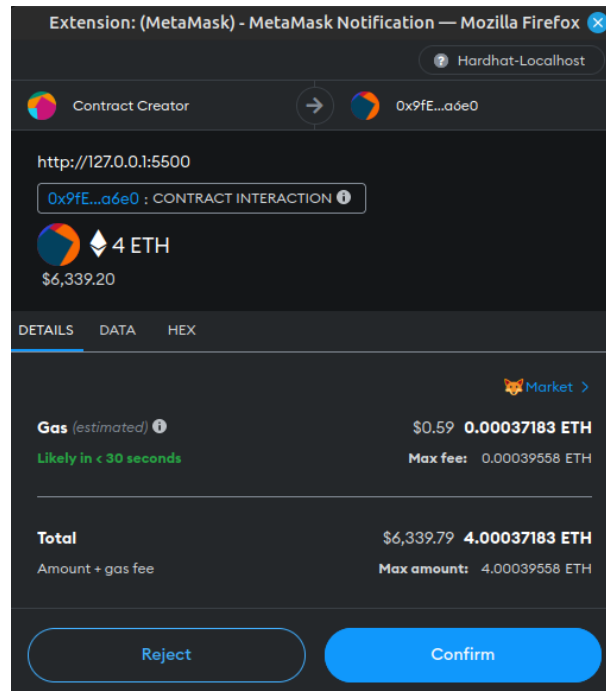 Extension: (MetaMask) - MetaMask Notification — Mozilla Firefox
Hardhat-Localhost
Contract Creator 0x9fE...a6e0
http://127.0.0.1:5500
0x9fE...a6e0 : CONTRACT INTERACTION
4 ETH
$6,339.20
DETAILS DATA HEX
Market >
Gas (estimated) $0.59 0.00037183 ETH
Likely in < 30 seconds Max fee: 0.00039558 ETH
Total $6,339.79 4.00037183 ETH
Amount + gas fee Max amount: 4.00039558 ETH
Reject Confirm